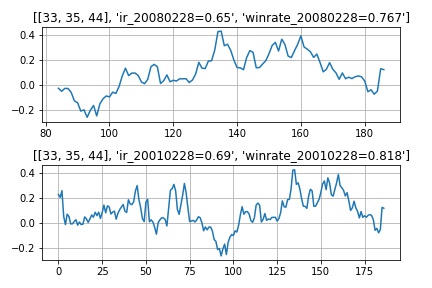 [[33, 35, 44], 'ir_20080228=0.65', 'winrate_20080228=0.767']
0.4
0.2
0.0
−0.2
80 100 120 140 160 180
[[33, 35, 44], 'ir_20010228=0.69', 'winrate_20010228=0.818']
0.4
0.2
0.0
−0.2
0 25 50 75 100 125 150 175